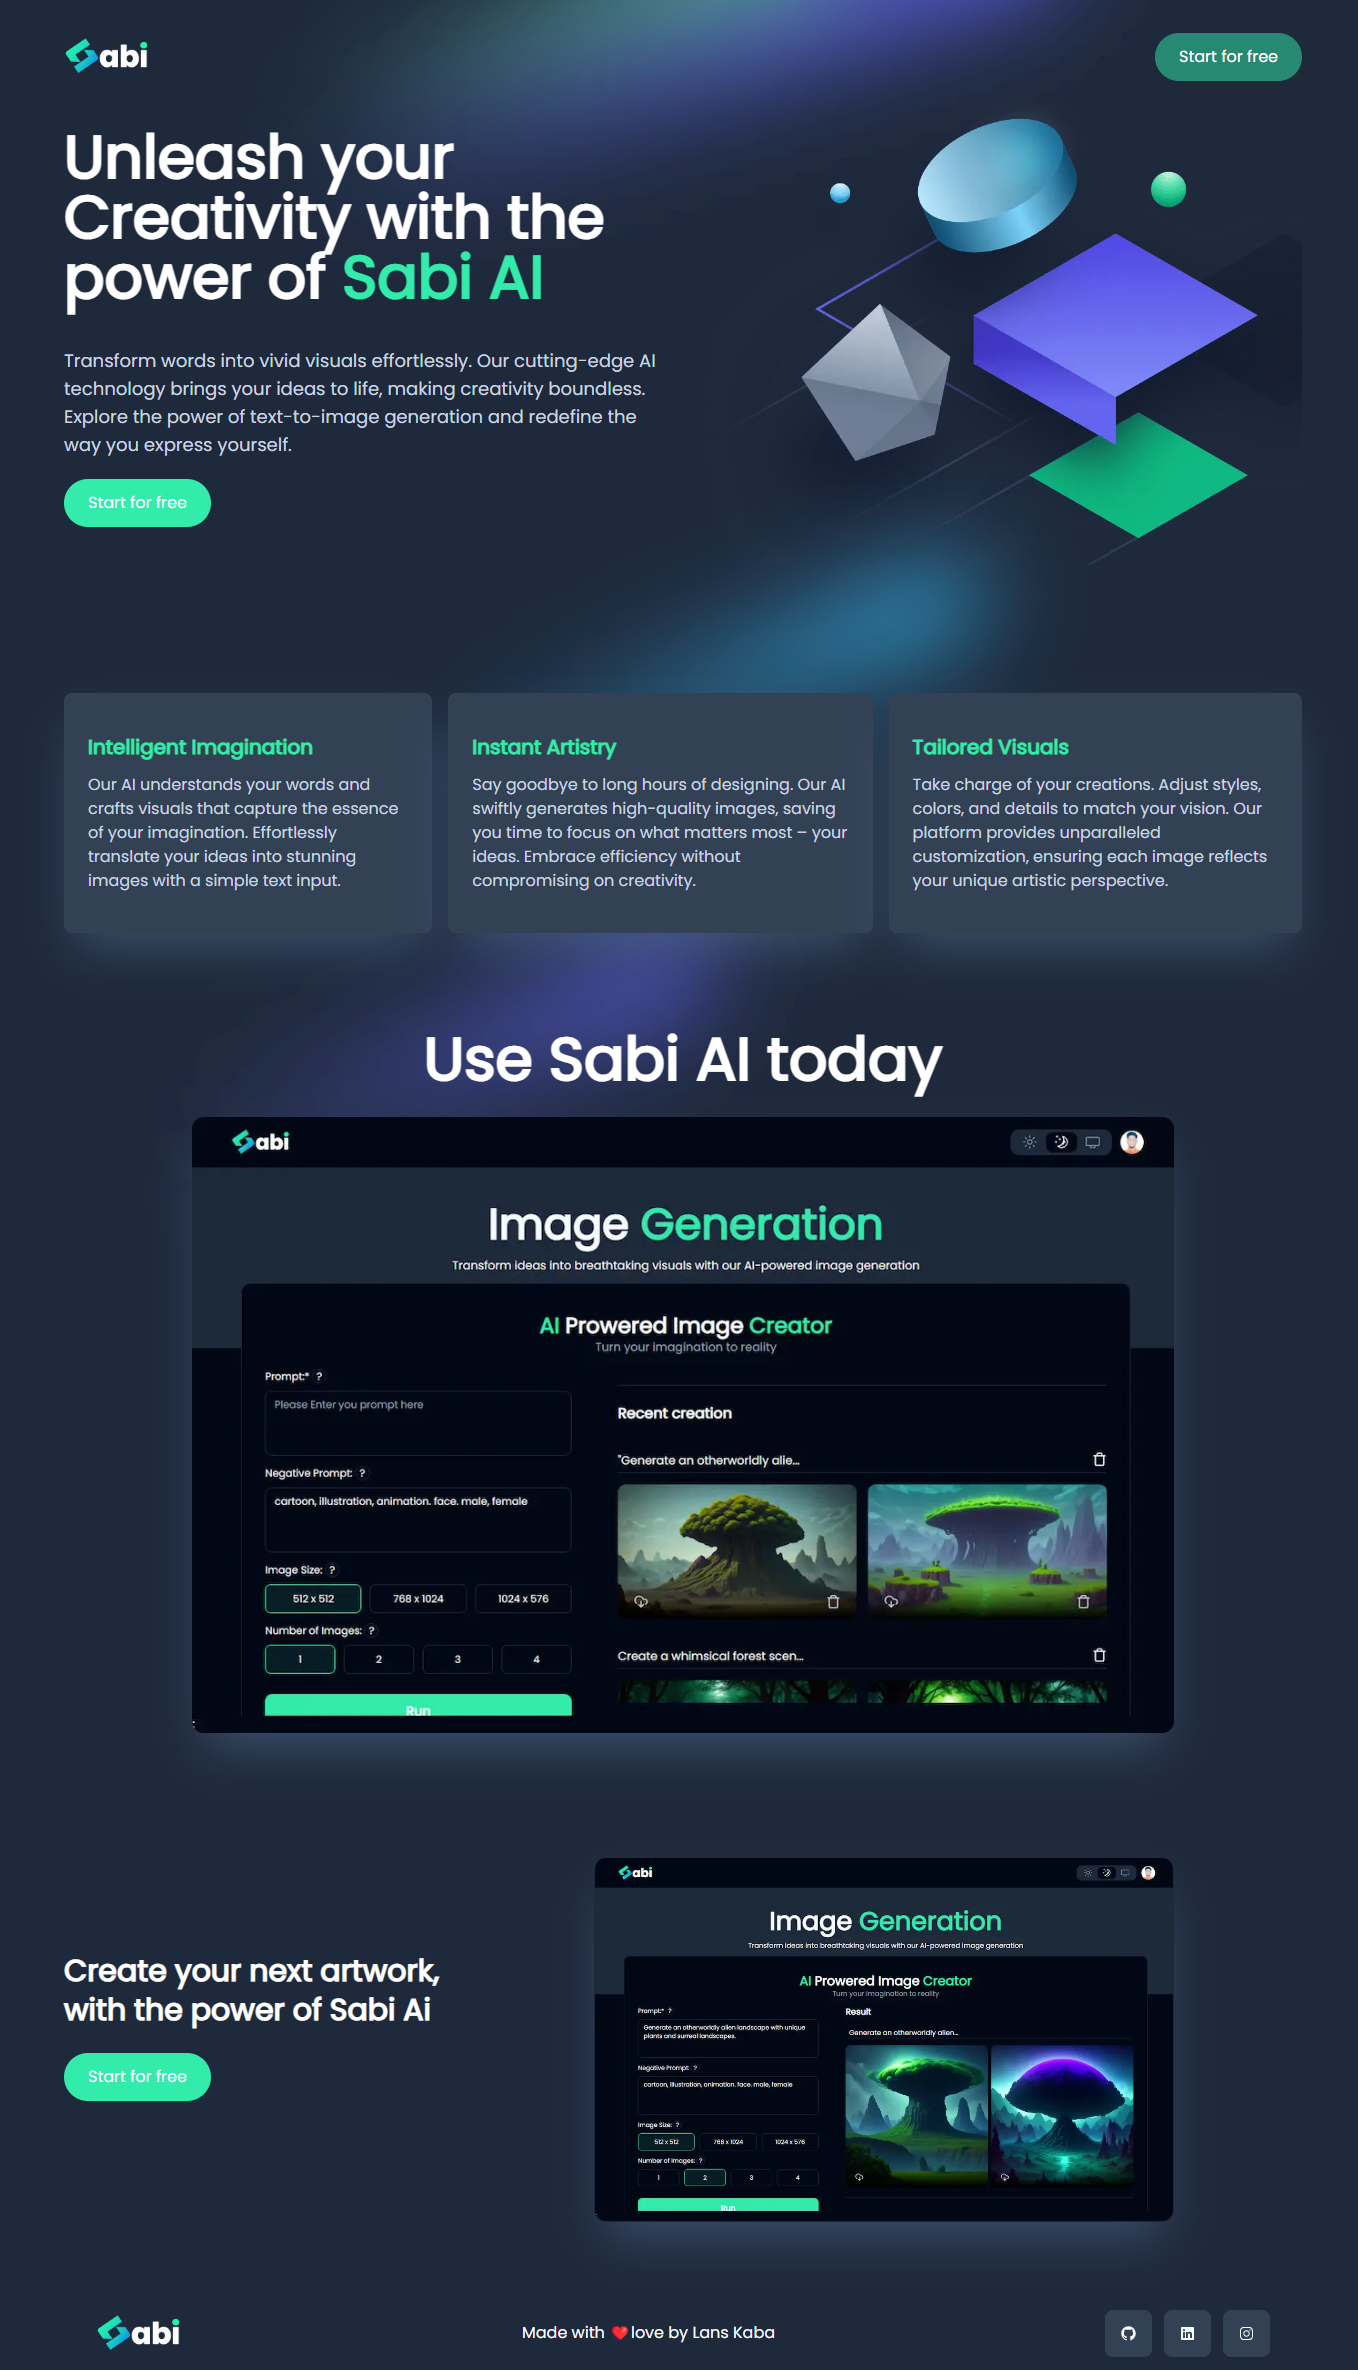 Sabi
Start for free
Unleash your
Creativity with the
power of Sabi AI
Transform words into vivid visuals effortlessly. Our cutting-edge AI
technology brings your ideas to life, making creativity boundless.
Explore the power of text-to-image generation and redefine the
way you express yourself.
Start for free
Intelligent Imagination
Our AI understands your words and
crafts visuals that capture the essence
of your imagination. Effortlessly
translate your ideas into stunning
images with a simple text input.
Instant Artistry
Say goodbye to long hours of designing. Our AI
swiftly generates high-quality images, saving
you time to focus on what matters most – your
ideas. Embrace efficiency without
compromising on creativity.
Tailored Visuals
Take charge of your creations. Adjust styles,
colors, and details to match your vision. Our
platform provides unparalleled
customization, ensuring each image reflects
your unique artistic perspective.
Use Sabi AI today
Sabi
Image Generation
Transform ideas into breathtaking visuals with our AI-powered image generation
AI Prowered Image Creator
Turn your imagination to reality
Prompt:* ?
Please Enter you prompt here
Negative Prompt: ?
cartoon, illustration, animation. face. male, female
Image Size: ?
512 x 512
768 x 1024
1024 x 576
Number of Images: ?
1
2
3
4
Run
Recent creation
"Generate an otherworldly alie...
Create a whimsical forest scen...
Create your next artwork,
with the power of Sabi Ai
Start for free
Sabi
Image Generation
Transform ideas into breathtaking visuals with our AI-powered image generation
AI Prowered Image Creator
Turn your imagination to reality
Prompt:* ?
Generate an otherworldly alien landscape with unique
plants and surreal landscapes.
Negative Prompt: ?
cartoon, illustration, animation. face. male, female
Image Size: ?
512 x 512
768 x 1024
1024 x 576
Number of Images: ?
1
2
3
4
Run
Result
Generate an otherworldly alien...
Sabi
Made with ❤️ love by Lans Kaba